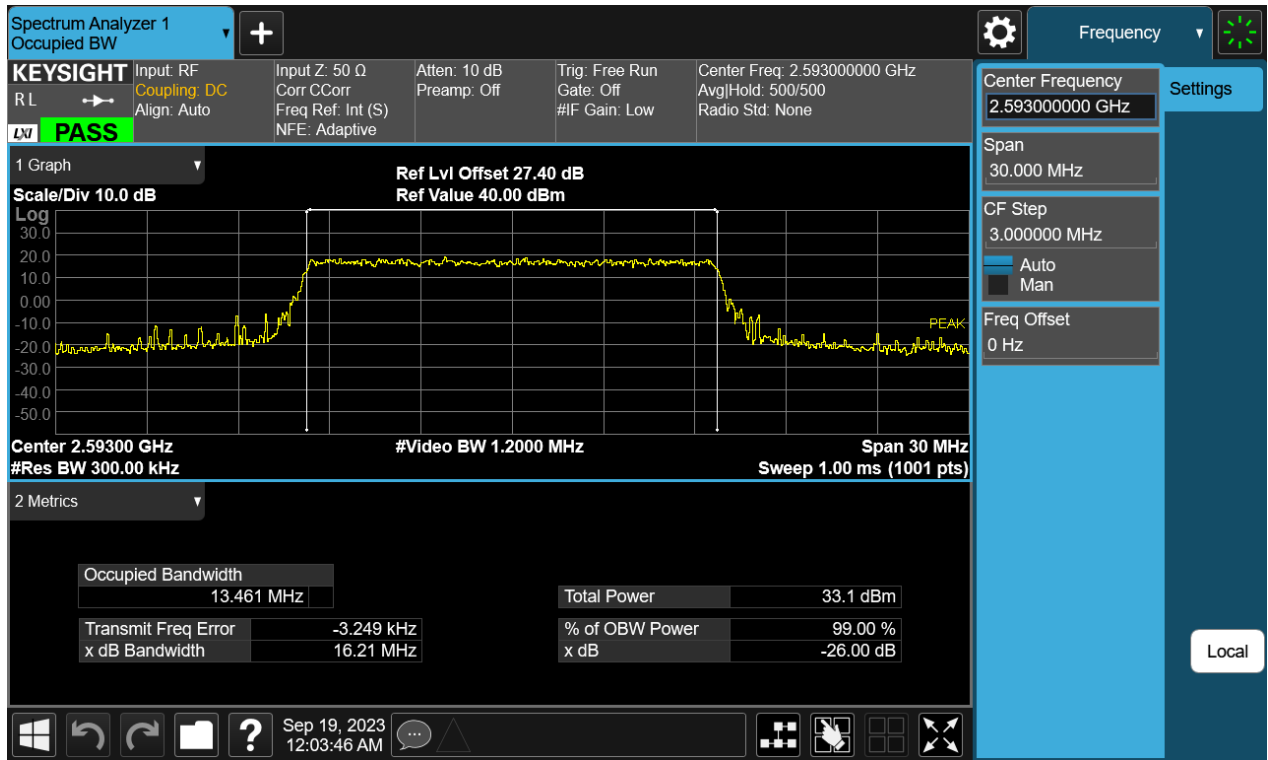 Spectrum Analyzer 1
Occupied BW
+
Frequency
KEYSIGHT
R L
LXI
PASS
Input: RF
Coupling: DC
Align: Auto
Input Z: 50 Ω
Corr CCorr
Freq Ref: Int (S)
NFE: Adaptive
Atten: 10 dB
Preamp: Off
Trig: Free Run
Gate: Off
#IF Gain: Low
Center Freq: 2.593000000 GHz
Avg|Hold: 500/500
Radio Std: None
Center Frequency
2.593000000 GHz
Settings
Span
30.000 MHz
CF Step
3.000000 MHz
Auto
Man
Freq Offset
0 Hz
Local
1 Graph
Scale/Div 10.0 dB
Ref Lvl Offset 27.40 dB
Ref Value 40.00 dBm
Log
30.0
20.0
10.0
0.00
-10.0
-20.0
-30.0
-40.0
-50.0
PEAK
Center 2.59300 GHz
#Video BW 1.2000 MHz
Span 30 MHz
#Res BW 300.00 kHz
Sweep 1.00 ms (1001 pts)
2 Metrics
Occupied Bandwidth
13.461 MHz
Total Power 33.1 dBm
Transmit Freq Error -3.249 kHz
% of OBW Power 99.00 %
x dB Bandwidth 16.21 MHz
x dB -26.00 dB
?
Sep 19, 2023
12:03:46 AM